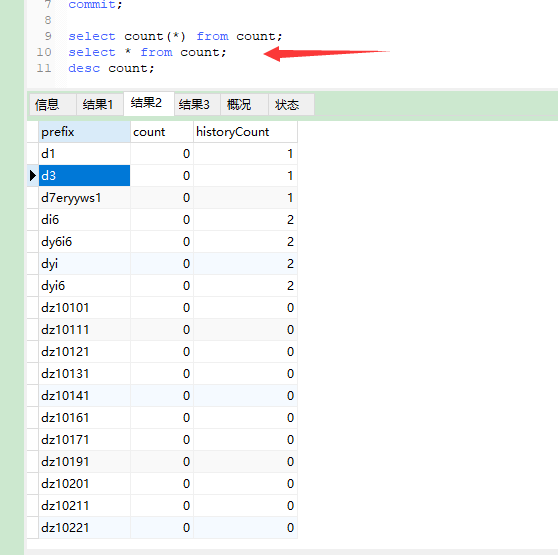 7 commit;
8
9 select count(*) from count;
10 select * from count;
11 desc count;
信息 结果1 结果2 结果3 概况 状态
prefix count historyCount
d1 0 1
d3 0 1
d7eryyws1 0 1
di6 0 2
dy6i6 0 2
dyi 0 2
dyi6 0 2
dz10101 0 0
dz10111 0 0
dz10121 0 0
dz10131 0 0
dz10141 0 0
dz10161 0 0
dz10171 0 0
dz10191 0 0
dz10201 0 0
dz10211 0 0
dz10221 0 0